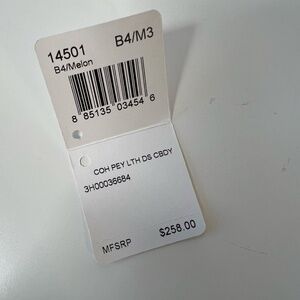 14501 B4/M3
B4/Melon
8 85135 03454 6
COH PEY LTH DS CBDY
3H00036684
MFSRP $258.00